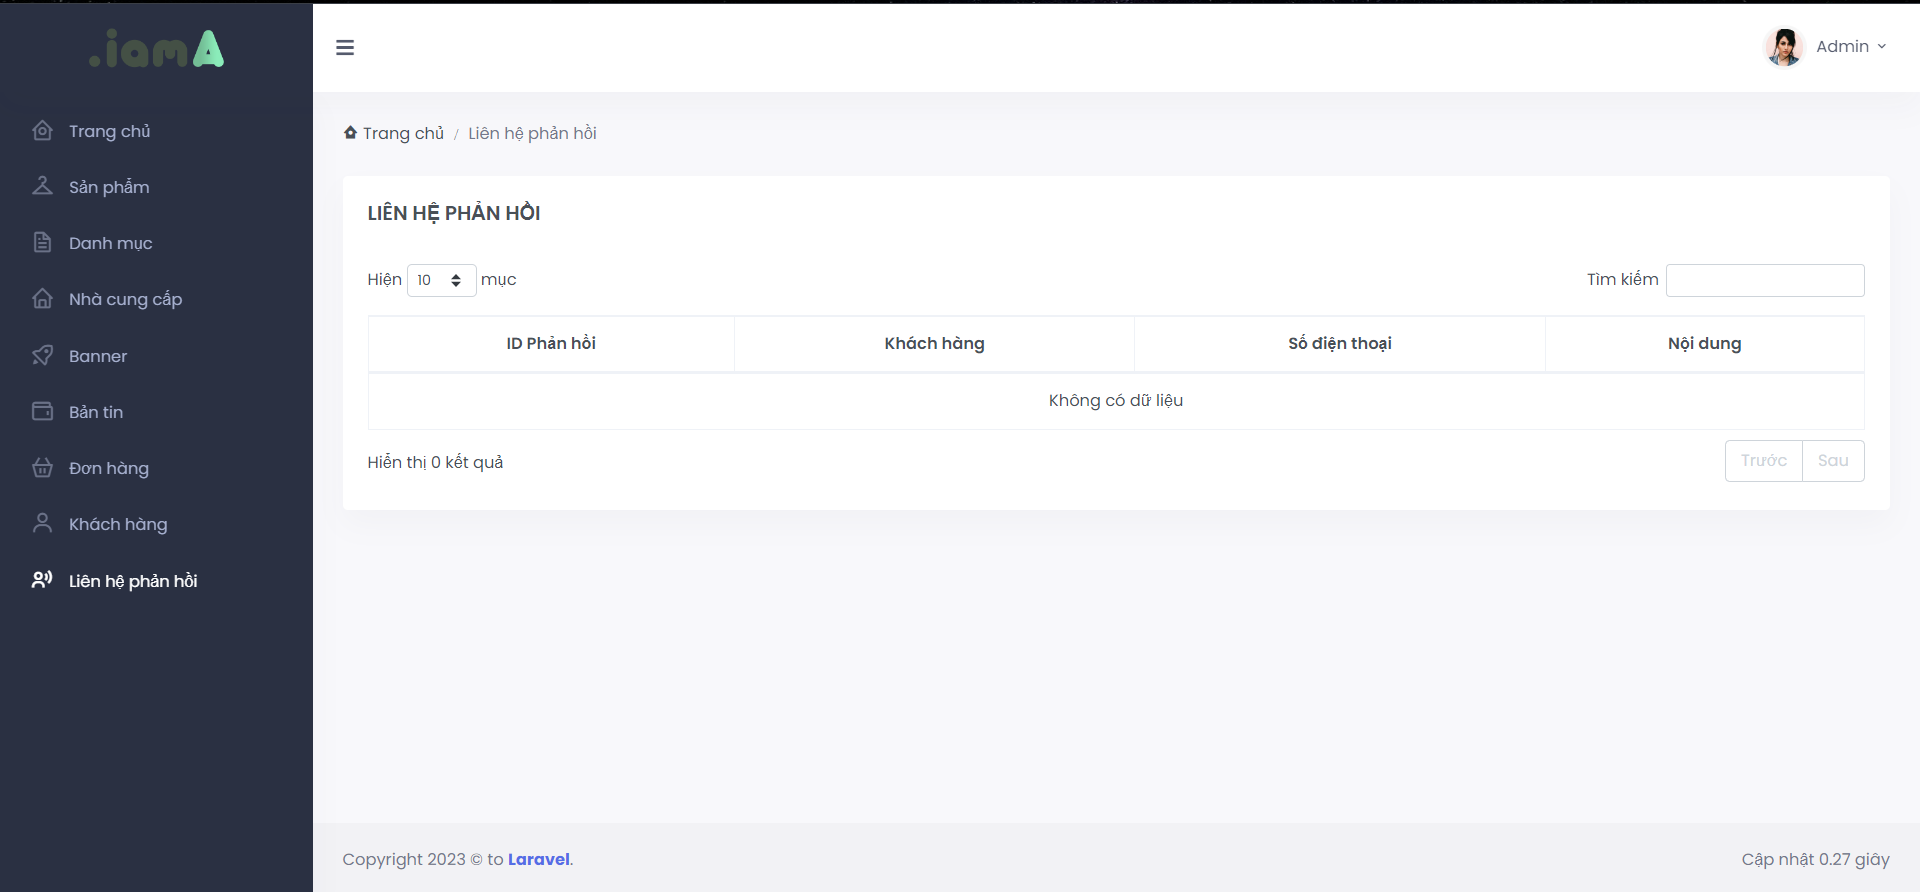 .iamA
Admin
Trang chủ
Sản phẩm
Danh mục
Nhà cung cấp
Banner
Bản tin
Đơn hàng
Khách hàng
Liên hệ phản hồi
Trang chủ / Liên hệ phản hồi
LIÊN HỆ PHẢN HỒI
Hiện 10 mục
Tìm kiếm
ID Phản hồi Khách hàng Số điện thoại Nội dung
Không có dữ liệu
Hiển thị 0 kết quả
Trước Sau
Copyright 2023 © to Laravel.
Cập nhật 0.27 giây